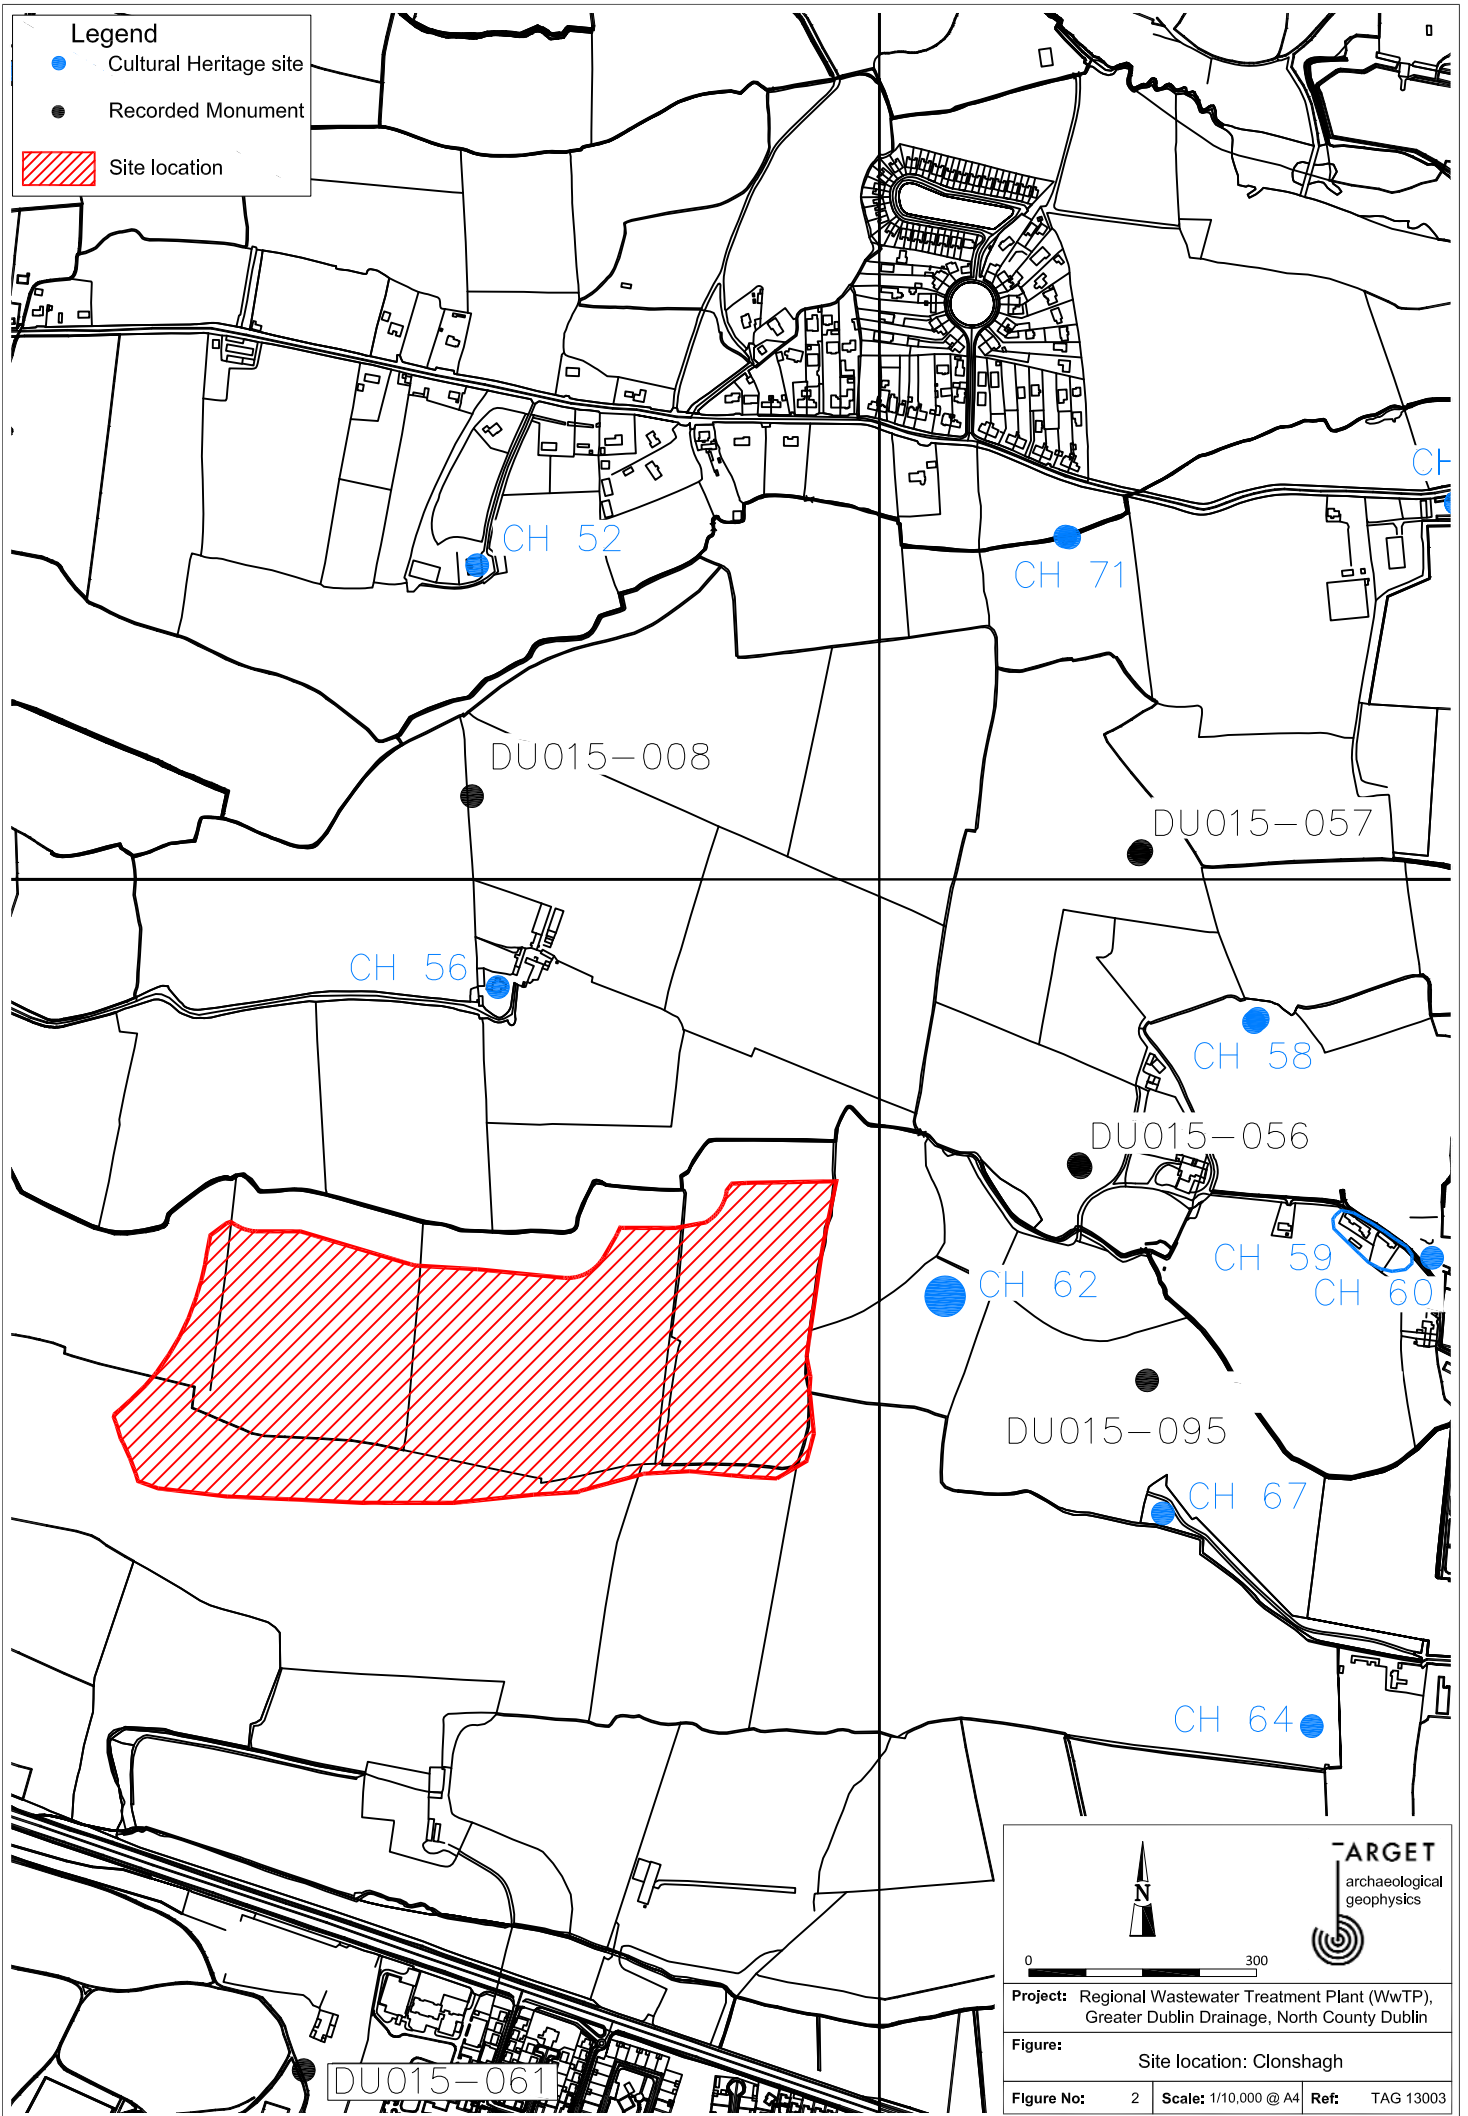 Legend
Cultural Heritage site
Recorded Monument
Site location
CH
CH 52
CH 71
DU015-008
DU015-057
CH 56
CH 58
DU015-056
CH 59
CH 60
CH 62
DU015-095
CH 67
CH 64
DU015-061
N
0 300
TARGET
archaeological
geophysics
Project: Regional Wastewater Treatment Plant (WwTP),
Greater Dublin Drainage, North County Dublin
Figure:
Site location: Clonshagh
Figure No: 2 Scale: 1/10,000 @ A4 Ref: TAG 13003